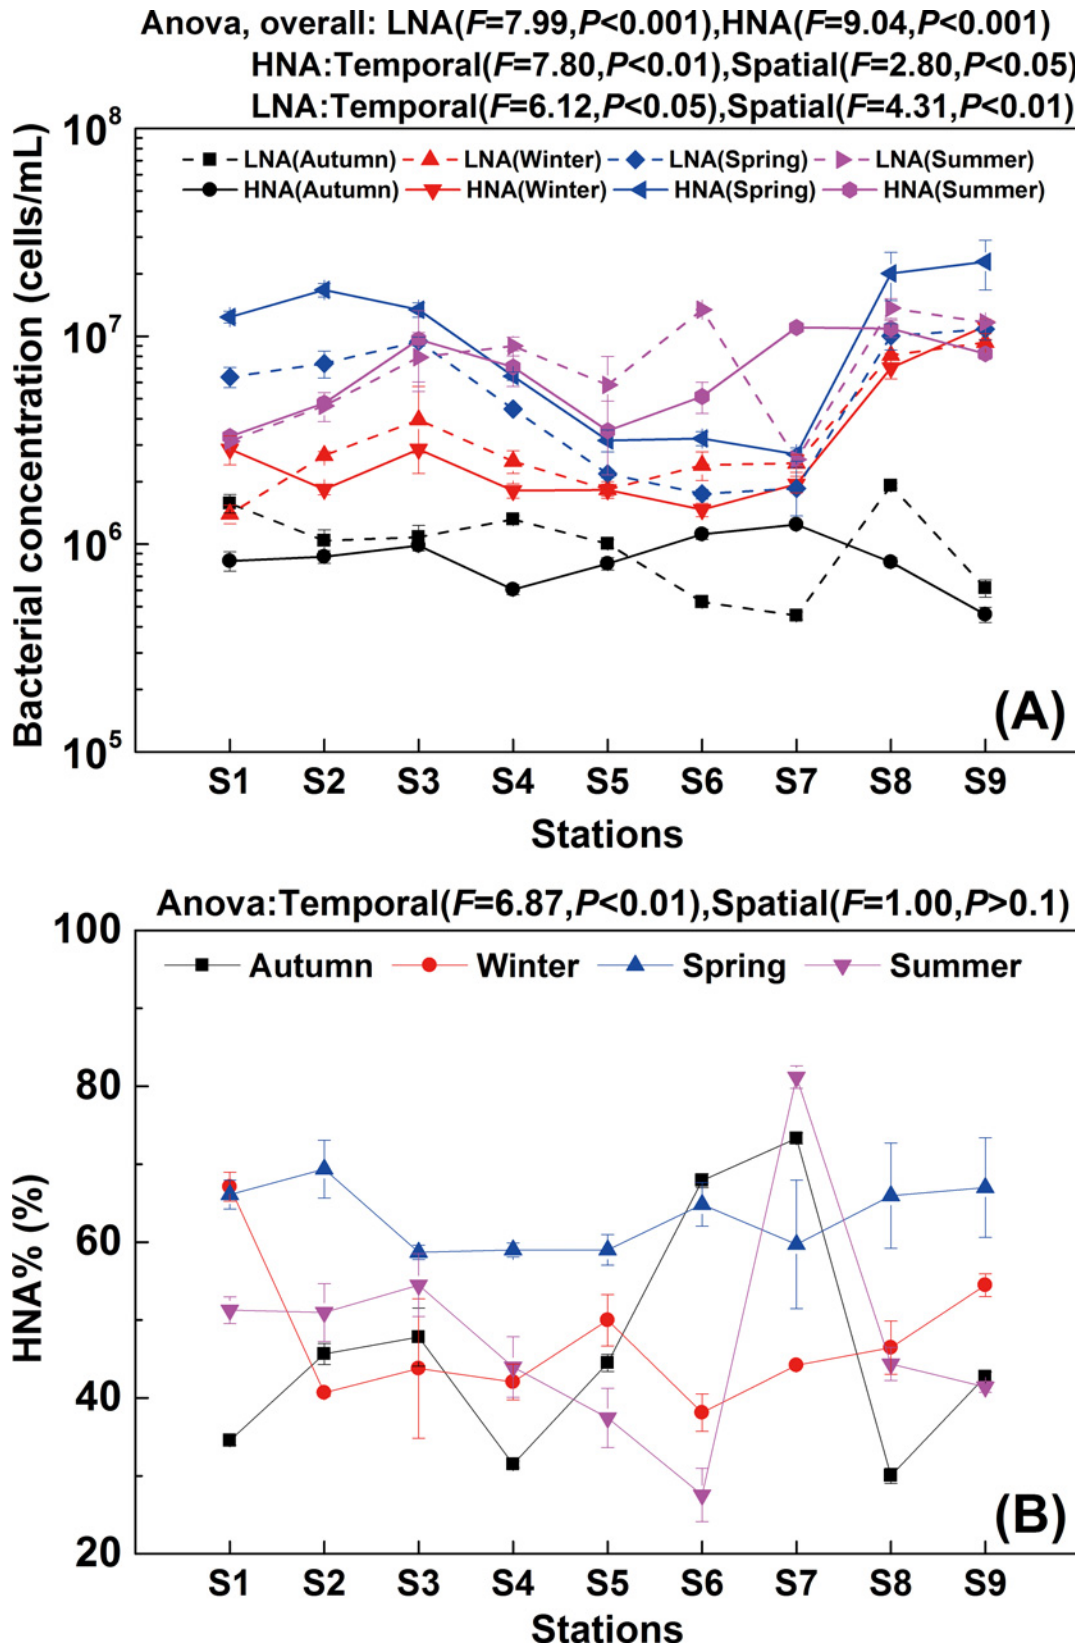 Anova, overall: LNA(F=7.99,P<0.001),HNA(F=9.04,P<0.001)
HNA:Temporal(F=7.80,P<0.01),Spatial(F=2.80,P<0.05)
LNA:Temporal(F=6.12,P<0.05),Spatial(F=4.31,P<0.01)
10^8
LNA(Autumn) LNA(Winter) LNA(Spring) LNA(Summer)
HNA(Autumn) HNA(Winter) HNA(Spring) HNA(Summer)
10^7
10^6
10^5
Bacterial concentration (cells/mL)
(A)
S1 S2 S3 S4 S5 S6 S7 S8 S9
Stations
Anova:Temporal(F=6.87,P<0.01),Spatial(F=1.00,P>0.1)
100
Autumn Winter Spring Summer
80
60
40
20
HNA% (%)
(B)
S1 S2 S3 S4 S5 S6 S7 S8 S9
Stations